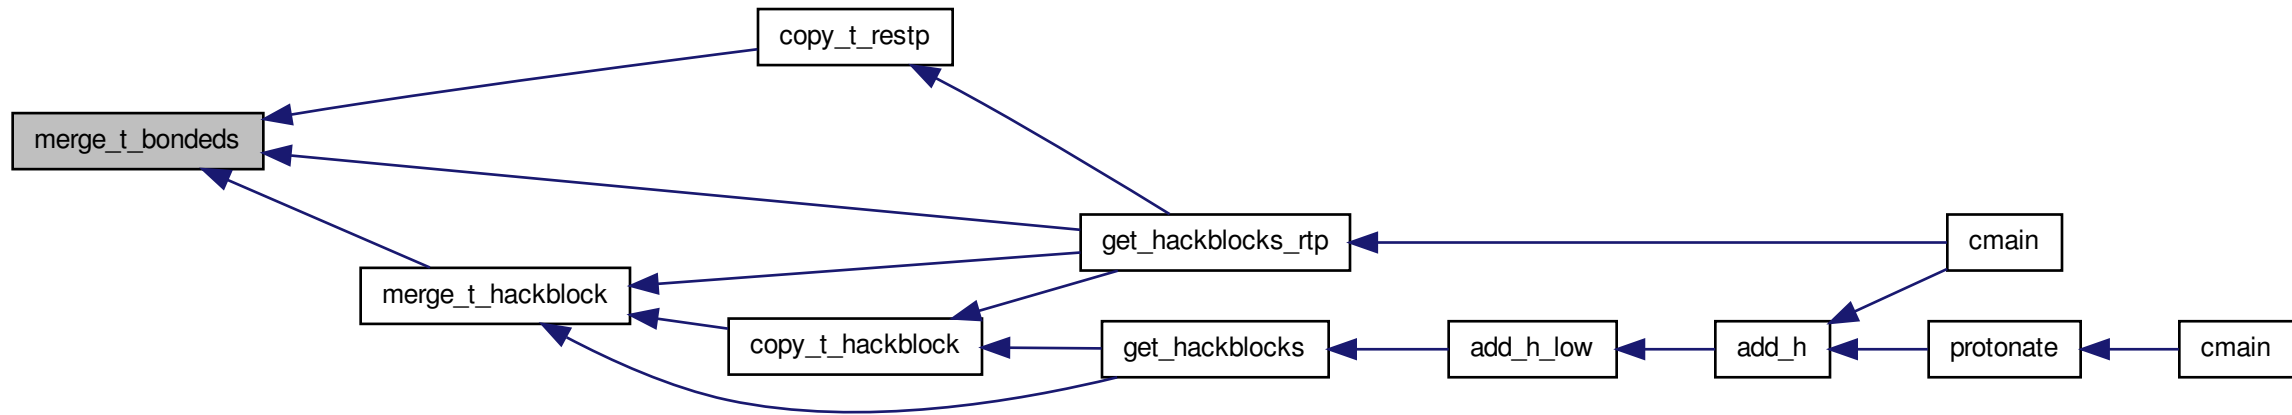 copy_t_restp
merge_t_bondeds
get_hackblocks_rtp
cmain
merge_t_hackblock
copy_t_hackblock
get_hackblocks
add_h_low
add_h
protonate
cmain